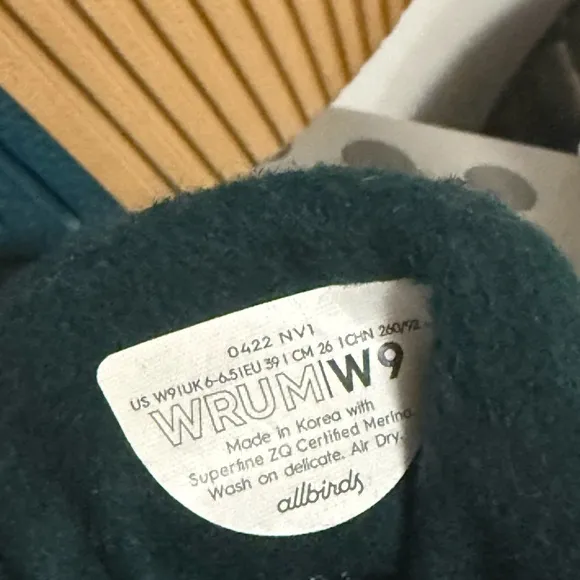 0422 NV1
US W9 | UK 6-6.5 | EU 39 | CM 26 | CHN 260/92
WRUM|W9
Made in Korea with
Superfine ZQ Certified Merino.
Wash on delicate. Air Dry.
allbirds